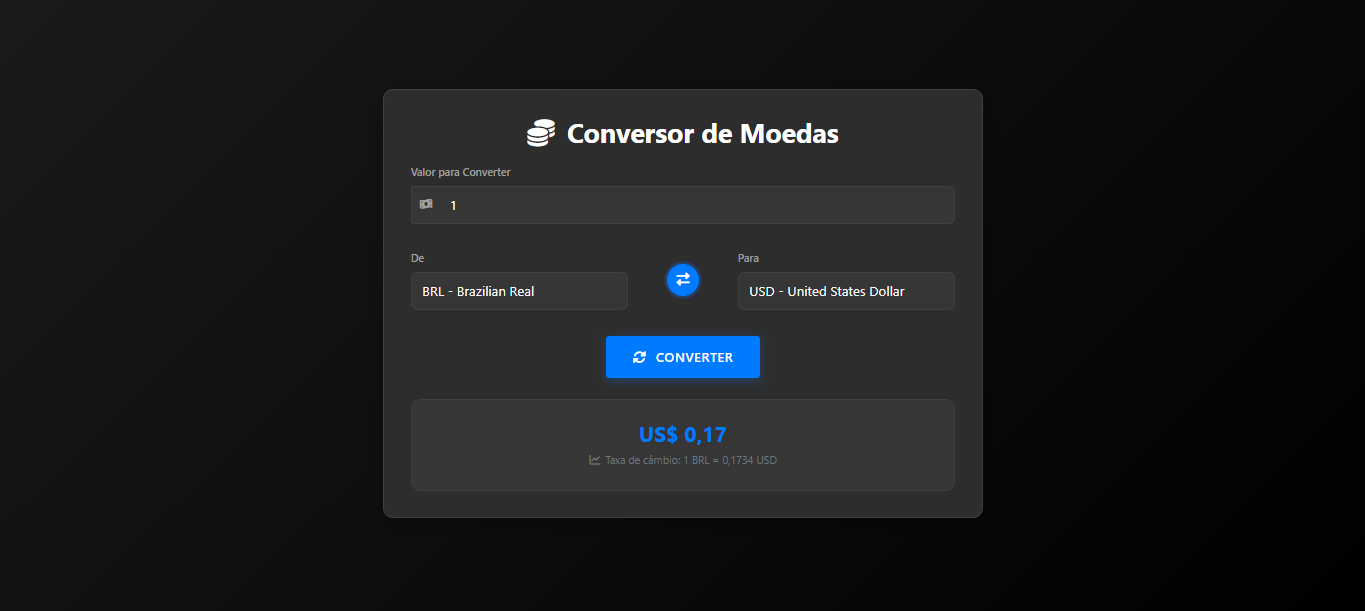 Conversor de Moedas
Valor para Converter
1
De
Para
BRL - Brazilian Real
USD - United States Dollar
CONVERTER
US$ 0,17
Taxa de câmbio: 1 BRL = 0,1734 USD